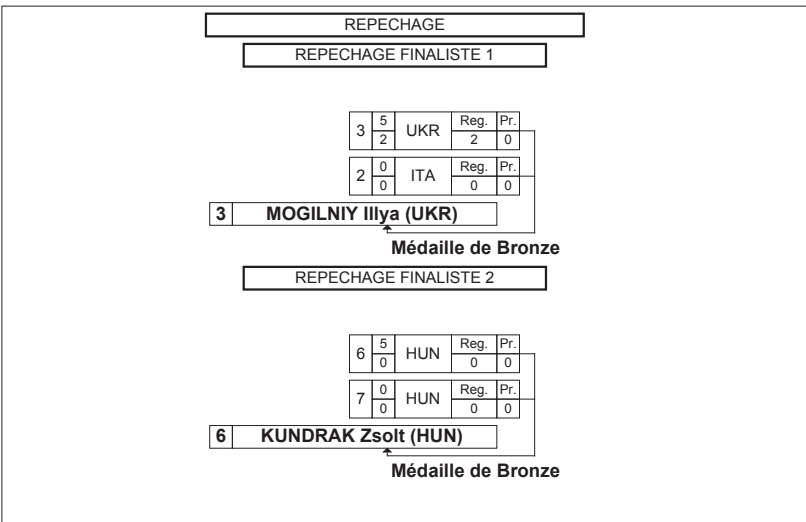 REPECHAGE
REPECHAGE FINALISTE 1
3 5 UKR Reg. Pr.
2 2 0
2 0 ITA Reg. Pr.
0 0 0
3 MOGILNIY Illya (UKR)
Médaille de Bronze
REPECHAGE FINALISTE 2
6 5 HUN Reg. Pr.
0 0 0
7 0 HUN Reg. Pr.
0 0 0
6 KUNDRAK Zsolt (HUN)
Médaille de Bronze